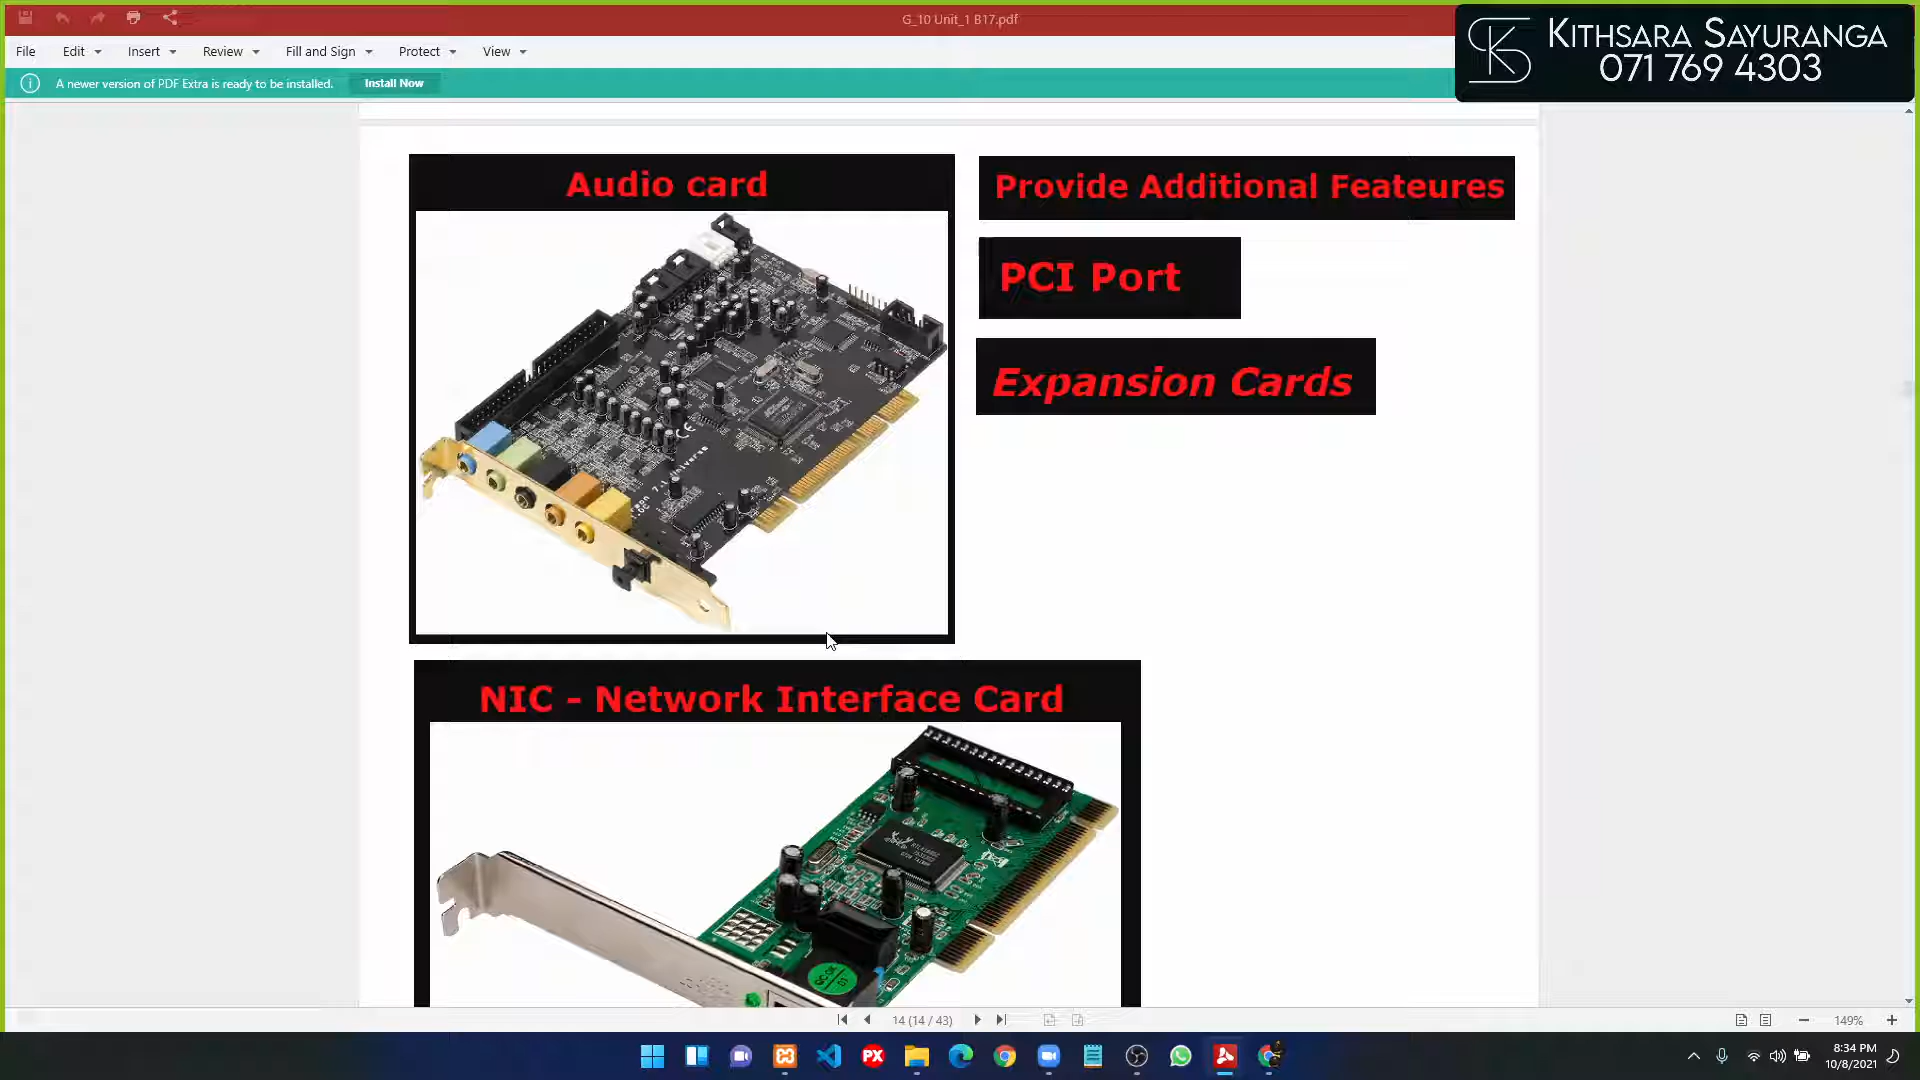 G_10 Unit_1 B17.pdf
KITHSARA SAYURANGA
071 769 4303
File Edit Insert Review Fill and Sign Protect View
A newer version of PDF Extra is ready to be installed. Install Now
Audio card
Provide Additional Feateures
PCI Port
Expansion Cards
NIC - Network Interface Card
14 (14 / 43)
149%
8:34 PM
10/8/2021